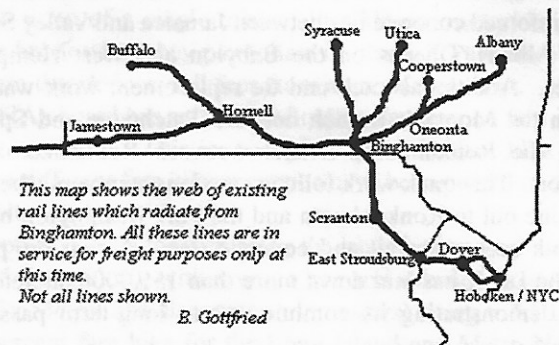 Syracuse
Utica
Albany
Buffalo
Cooperstown
Hornell
Jamestown
Oneonta
Binghamton
This map shows the web of existing
rail lines which radiate from
Binghamton. All these lines are in
service for freight purposes only at
this time.
Not all lines shown.
B. Gottfried
Scranton
East Stroudsburg
Dover
Hoboken / NYC